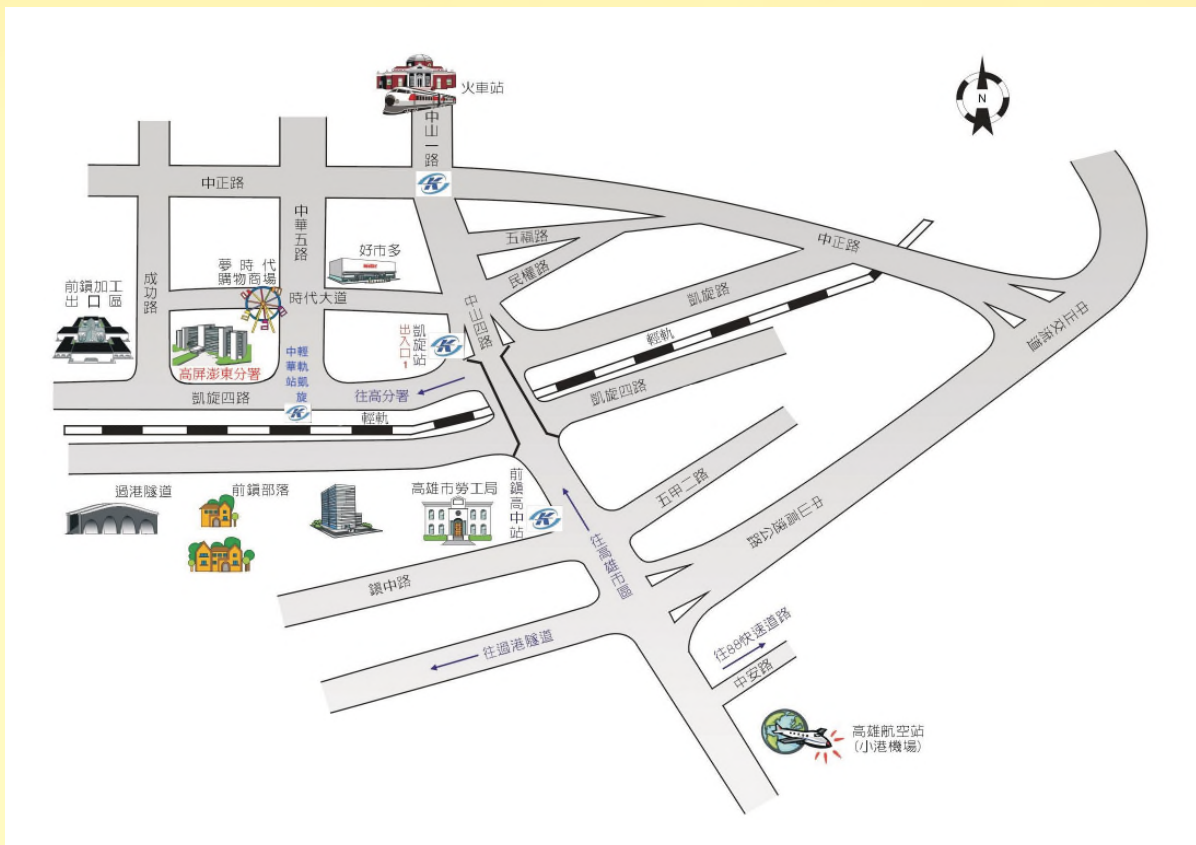 火車站
N
中山一路
K
中正路
中華五路
五福路
中正路
民權路
好市多
夢時代
購物商場
前鎮加工
出口區
成功路
時代大道
中山四路
凱旋路
中正交流道
出入口1
凱旋站
K
輕軌
高屏澎東分署
輕軌凱旋
中華站
凱旋四路
往高分署
凱旋四路
K
輕軌
五甲二路
過港隧道
前鎮部落
高雄市勞工局
前鎮高中站
K
中山高速公路
往高雄市區
鎮中路
往過港隧道
往88快速道路
中安路
高雄航空站
(小港機場)